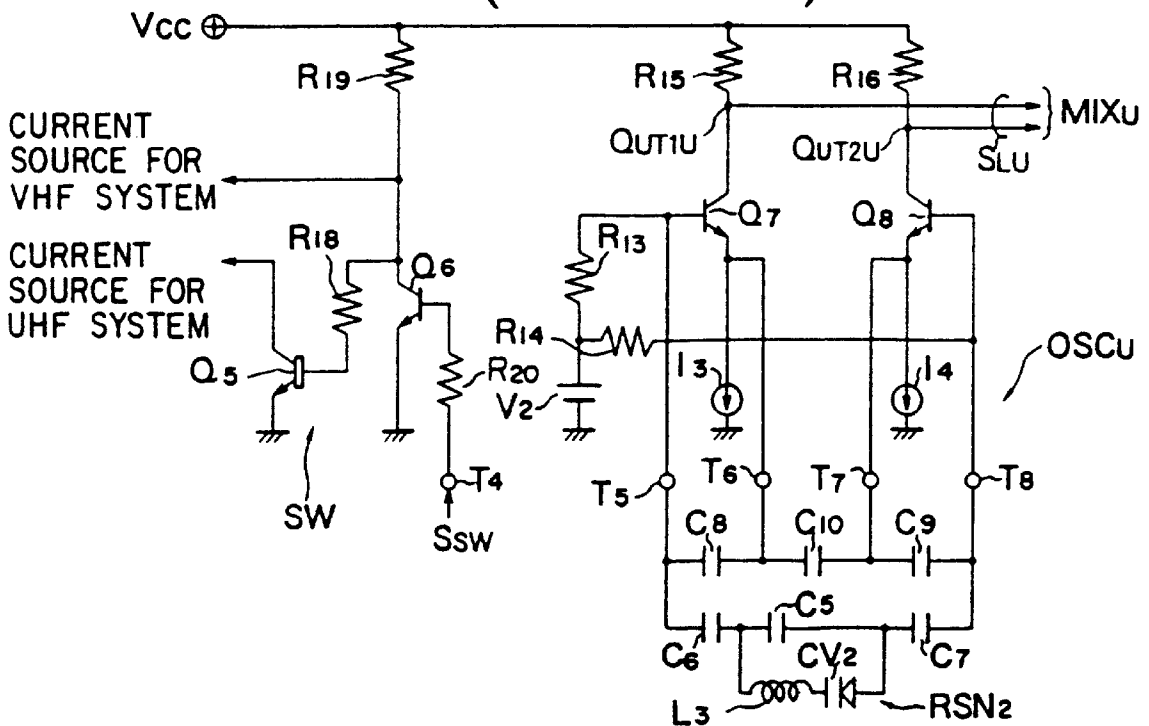 Vcc
R19
R15
R16
MIXU
CURRENT
SOURCE FOR
VHF SYSTEM
QUT1U
QUT2U
SLU
Q7
Q8
R18
R13
CURRENT
SOURCE FOR
UHF SYSTEM
Q6
R14
OSCU
Q5
R20
V2
I3
I4
T5
T6
T7
T8
T4
SW
SSW
C8
C10
C9
C5
C6
CV2
C7
L3
RSN2